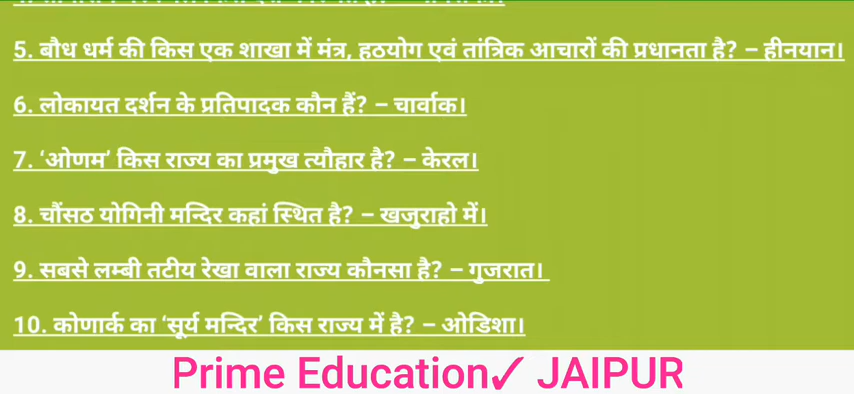 5. बौध धर्म की किस एक शाखा में मंत्र, हठयोग एवं तांत्रिक आचारों की प्रधानता है? – हीनयान।
6. लोकायत दर्शन के प्रतिपादक कौन हैं? – चार्वाक।
7. ‘ओणम’ किस राज्य का प्रमुख त्यौहार है? – केरल।
8. चौंसठ योगिनी मन्दिर कहां स्थित है? – खजुराहो में।
9. सबसे लम्बी तटीय रेखा वाला राज्य कौनसा है? – गुजरात।
10. कोणार्क का ‘सूर्य मन्दिर’ किस राज्य में है? – ओडिशा।
Prime Education✓ JAIPUR